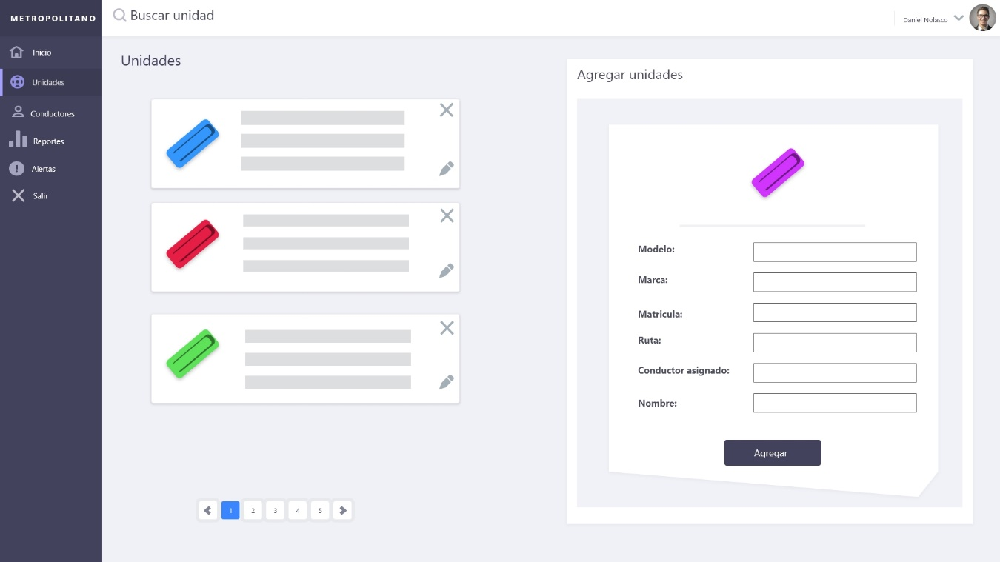 METROPOLITANO
Buscar unidad
Daniel Nolasco
Inicio
Unidades
Conductores
Reportes
Alertas
Salir
Unidades
1 2 3 4 5
Agregar unidades
Modelo:
Marca:
Matricula:
Ruta:
Conductor asignado:
Nombre:
Agregar